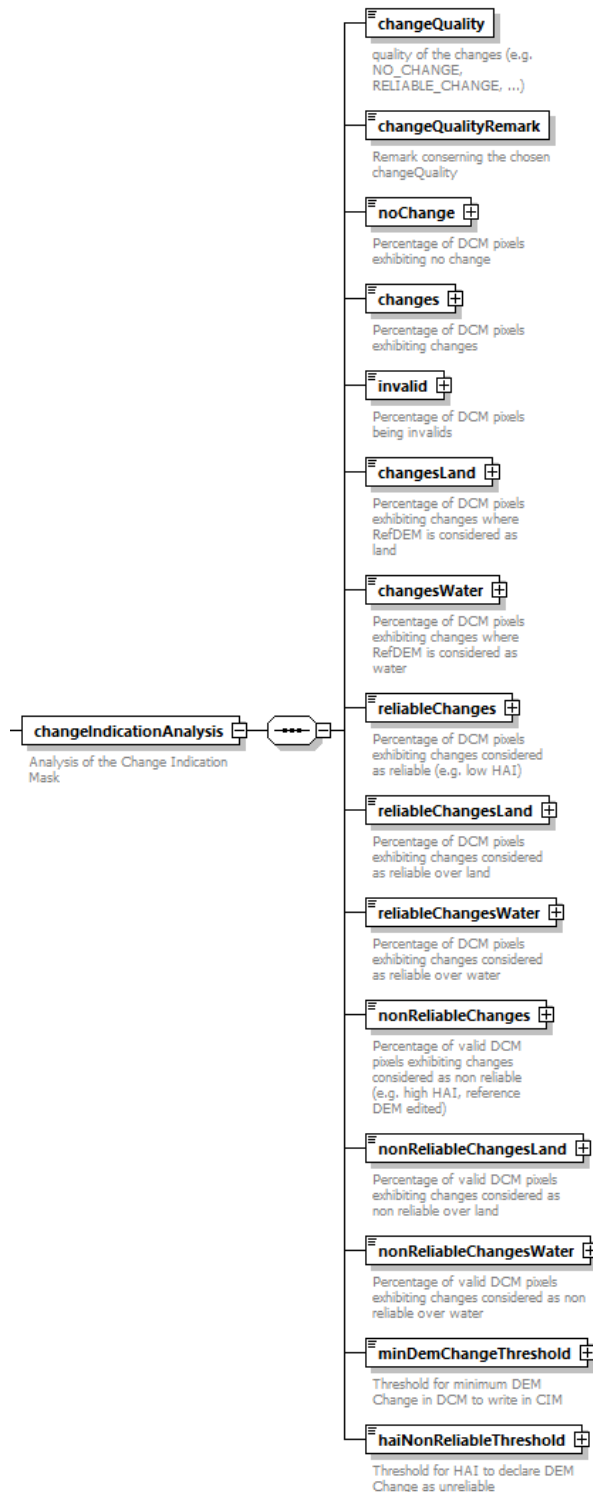 changeQuality
quality of the changes (e.g.
NO_CHANGE,
RELIABLE_CHANGE, ...)
changeQualityRemark
Remark conserning the chosen
changeQuality
noChange
Percentage of DCM pixels
exhibiting no change
changes
Percentage of DCM pixels
exhibiting changes
invalid
Percentage of DCM pixels
being invalids
changesLand
Percentage of DCM pixels
exhibiting changes where
RefDEM is considered as
land
changesWater
Percentage of DCM pixels
exhibiting changes where
RefDEM is considered as
water
changeIndicationAnalysis
Analysis of the Change Indication
Mask
reliableChanges
Percentage of DCM pixels
exhibiting changes considered
as reliable (e.g. low HAI)
reliableChangesLand
Percentage of DCM pixels
exhibiting changes considered
as reliable over land
reliableChangesWater
Percentage of DCM pixels
exhibiting changes considered
as reliable over water
nonReliableChanges
Percentage of valid DCM
pixels exhibiting changes
considered as non reliable
(e.g. high HAI, reference
DEM edited)
nonReliableChangesLand
Percentage of valid DCM pixels
exhibiting changes considered as
non reliable over land
nonReliableChangesWater
Percentage of valid DCM pixels
exhibiting changes considered as non
reliable over water
minDemChangeThreshold
Threshold for minimum DEM
Change in DCM to write in CIM
haiNonReliableThreshold
Threshold for HAI to declare DEM
Change as unreliable